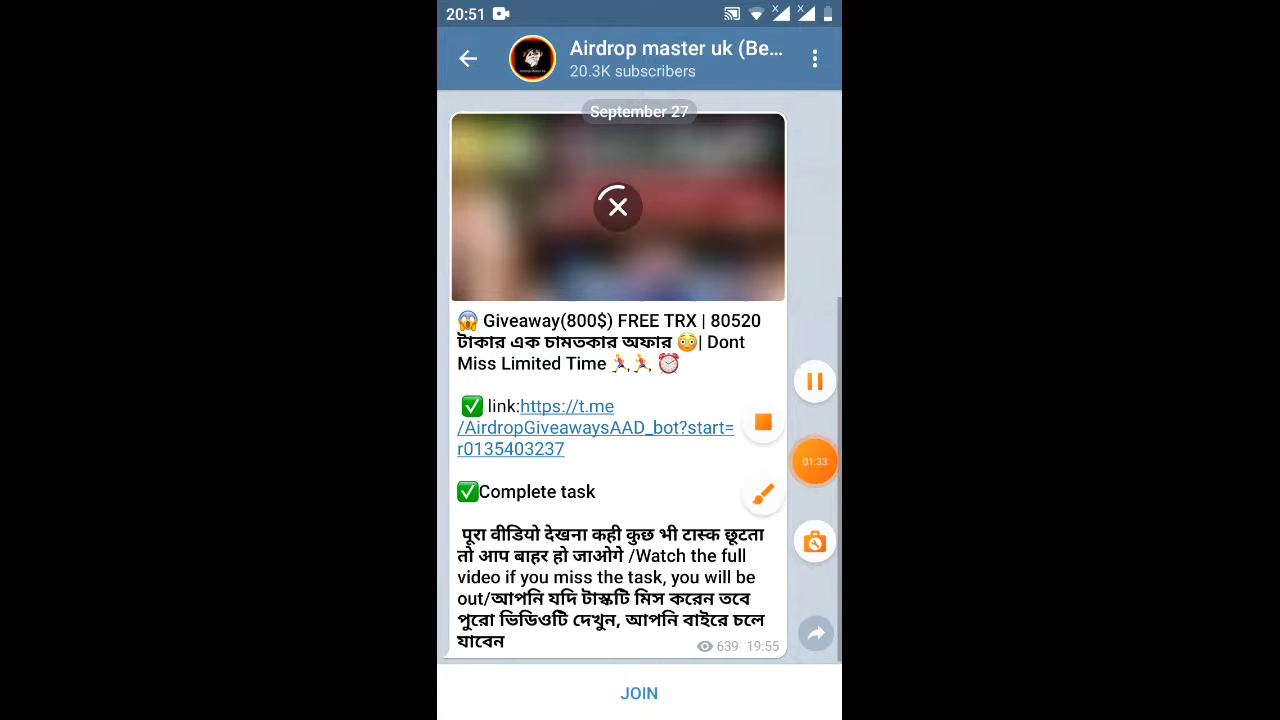 20:51
Airdrop master uk (Be...
20.3K subscribers
September 27
😱 Giveaway(800$) FREE TRX | 80520
টাকার এক চামতকার অফার 😳| Dont
Miss Limited Time 🏃🏃 ⏰
✅ link:https://t.me
/AirdropGiveawaysAAD_bot?start=
r0135403237
✅Complete task
पूरा वीडियो देखना कही कुछ भी टास्क छूटता
तो आप बाहर हो जाओगे /Watch the full
video if you miss the task, you will be
out/আপনি যদি টাস্কটি মিস করেন তবে
পুরো ভিডিওটি দেখুন, আপনি বাইরে চলে
যাবেন
639 19:55
01:33
JOIN